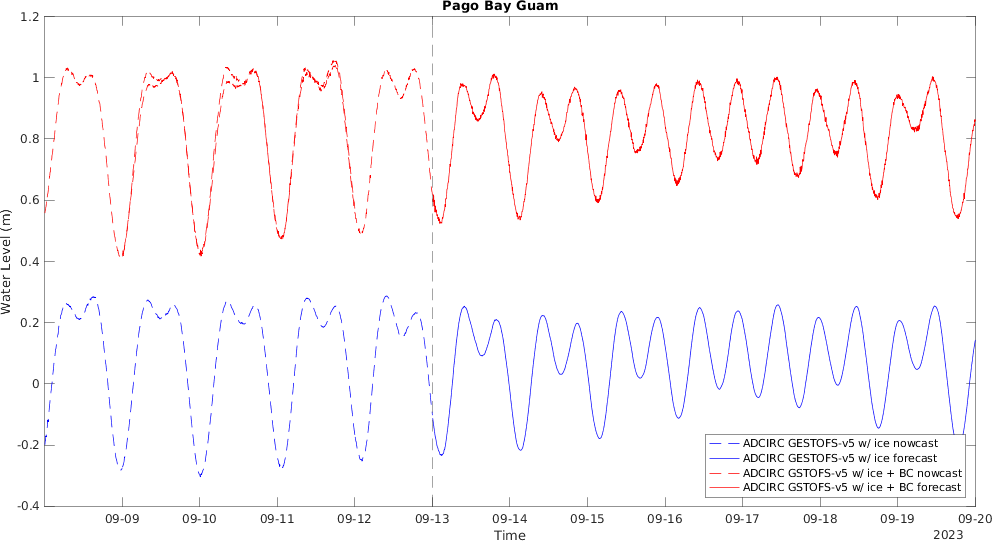 Pago Bay Guam
1.2
1
0.8
0.6
0.4
0.2
0
-0.2
-0.4
Water Level (m)
ADCIRC GESTOFS-v5 w/ ice nowcast
ADCIRC GESTOFS-v5 w/ ice forecast
ADCIRC GSTOFS-v5 w/ ice + BC nowcast
ADCIRC GSTOFS-v5 w/ ice + BC forecast
09-09 09-10 09-11 09-12 09-13 09-14 09-15 09-16 09-17 09-18 09-19 09-20
Time
2023